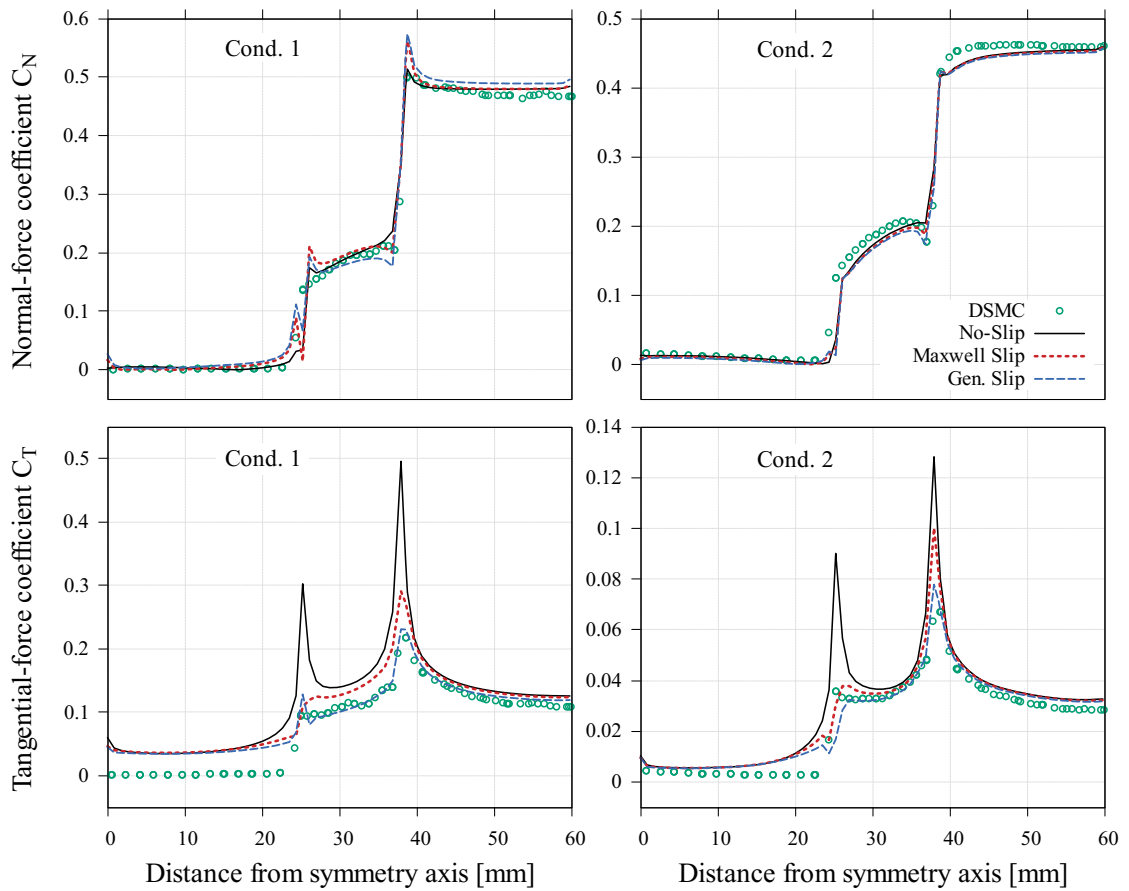 Normal-force coefficient C_N
0.6
0.5
0.4
0.3
0.2
0.1
0
Cond. 1
0.5
0.4
0.3
0.2
0.1
0
Cond. 2
DSMC
No-Slip
Maxwell Slip
Gen. Slip
Tangential-force coefficient C_T
0.5
0.4
0.3
0.2
0.1
0
Cond. 1
0 10 20 30 40 50 60
Distance from symmetry axis [mm]
0.14
0.12
0.1
0.08
0.06
0.04
0.02
0
Cond. 2
0 10 20 30 40 50 60
Distance from symmetry axis [mm]